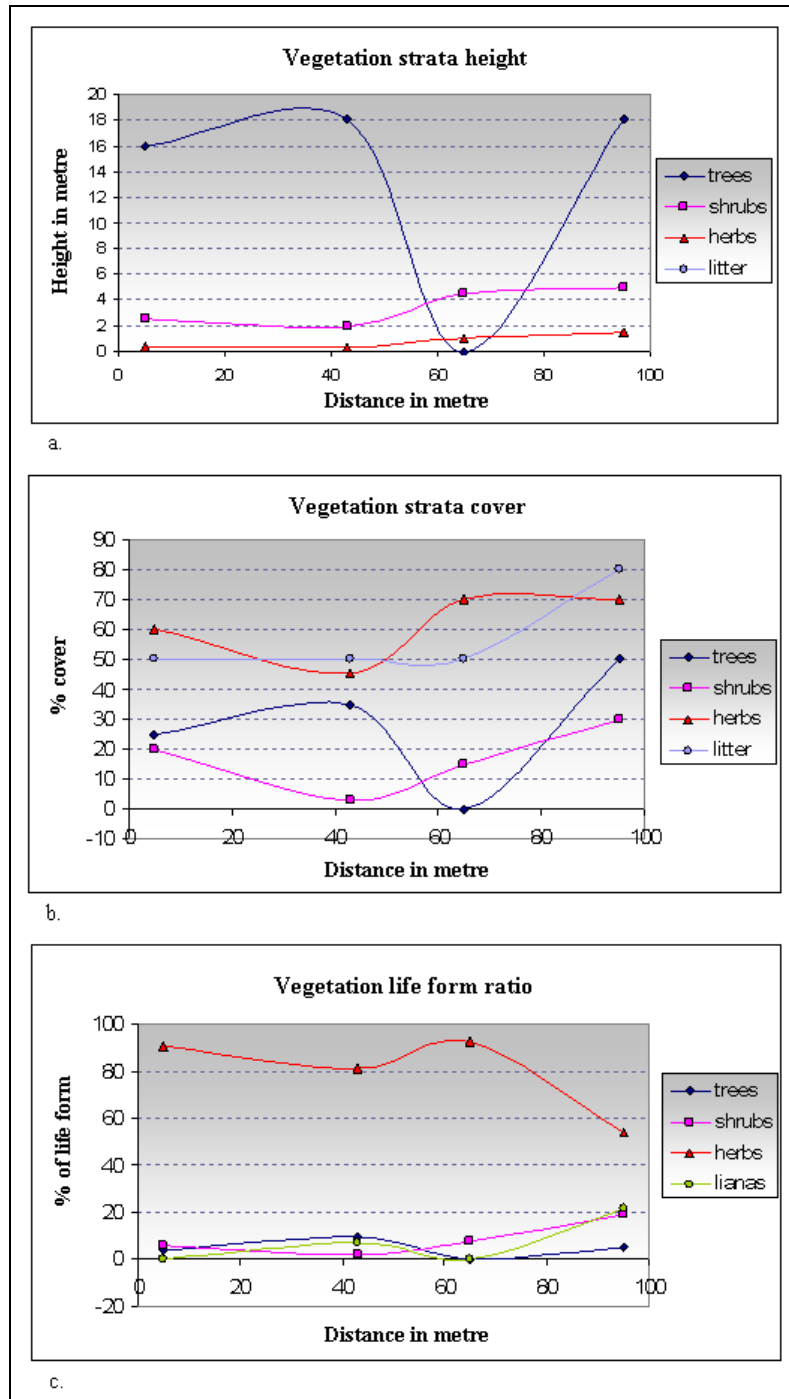 Vegetation strata height
20
18
16
14
12
10
8
6
4
2
0
Height in metre
0 20 40 60 80 100
Distance in metre
trees
shrubs
herbs
litter
a.
Vegetation strata cover
90
80
70
60
50
40
30
20
10
0
-10
% cover
0 20 40 60 80 100
Distance in metre
trees
shrubs
herbs
litter
b.
Vegetation life form ratio
100
80
60
40
20
0
-20
% of life form
0 20 40 60 80 100
Distance in metre
trees
shrubs
herbs
lianas
c.